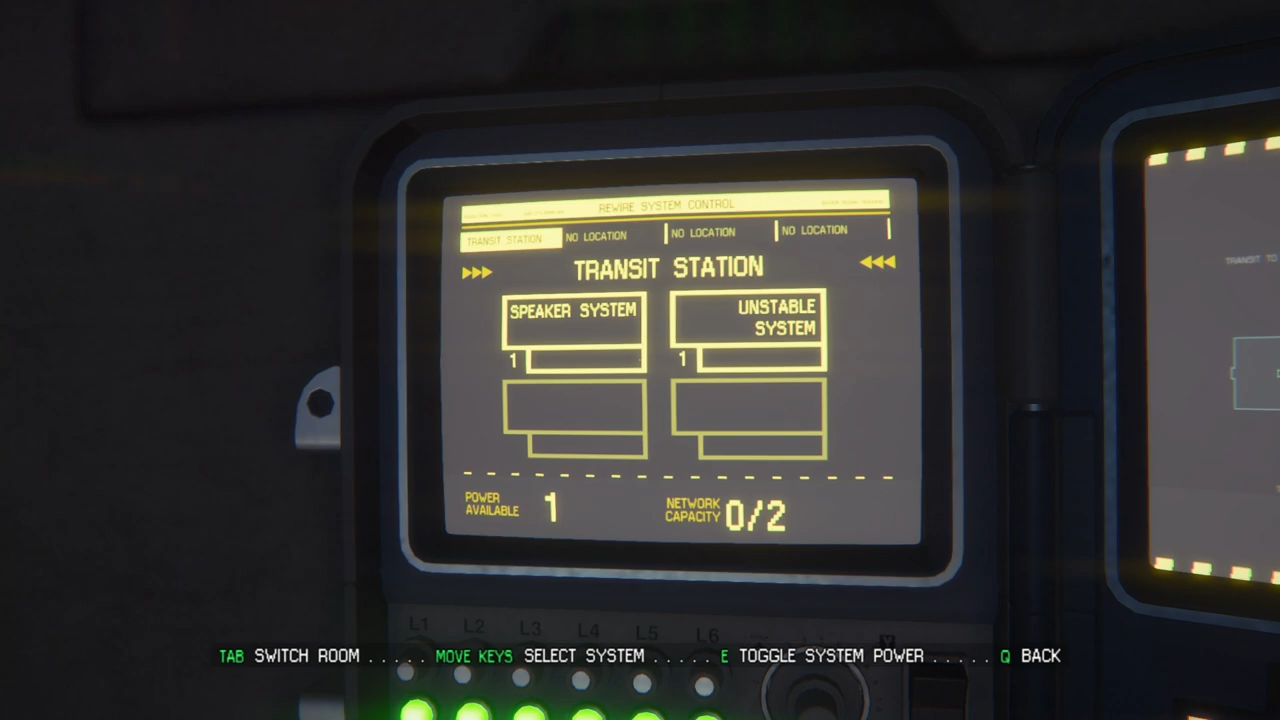 REWIRE SYSTEM CONTROL
TRANSIT STATION NO LOCATION NO LOCATION NO LOCATION
TRANSIT STATION
SPEAKER SYSTEM
1
UNSTABLE
SYSTEM
1
POWER
AVAILABLE 1
NETWORK
CAPACITY 0/2
TRANSIT TO
L1 L2 L3 L4 L5 L6
TAB SWITCH ROOM ..... MOVE KEYS SELECT SYSTEM ..... E TOGGLE SYSTEM POWER ..... Q BACK